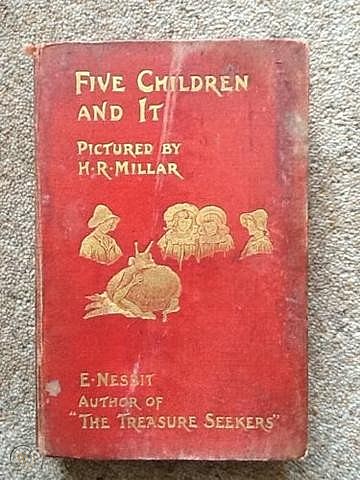 FIVE CHILDREN
AND IT
PICTURED BY
H·R·MILLAR
E·NESBIT
AUTHOR OF
"THE TREASURE SEEKERS"